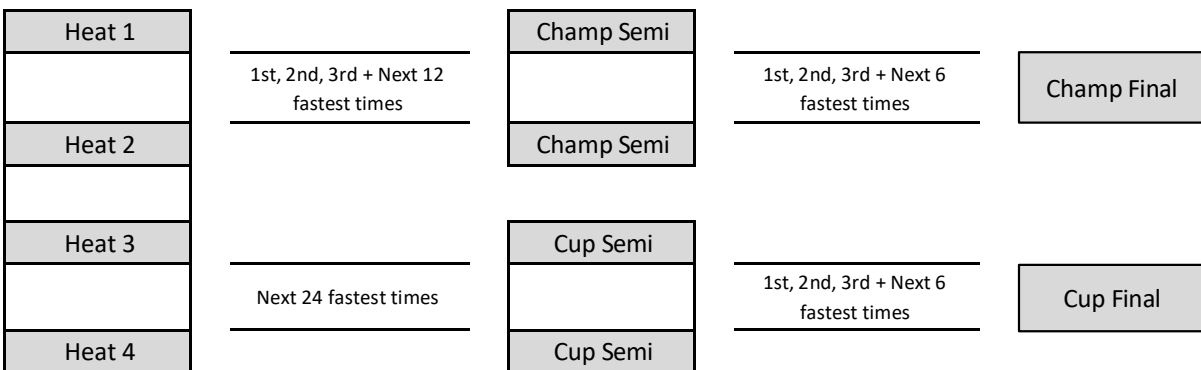 Heat 1
Champ Semi
1st, 2nd, 3rd + Next 12
fastest times
1st, 2nd, 3rd + Next 6
fastest times
Champ Final
Heat 2
Champ Semi
Heat 3
Cup Semi
Next 24 fastest times
1st, 2nd, 3rd + Next 6
fastest times
Cup Final
Heat 4
Cup Semi